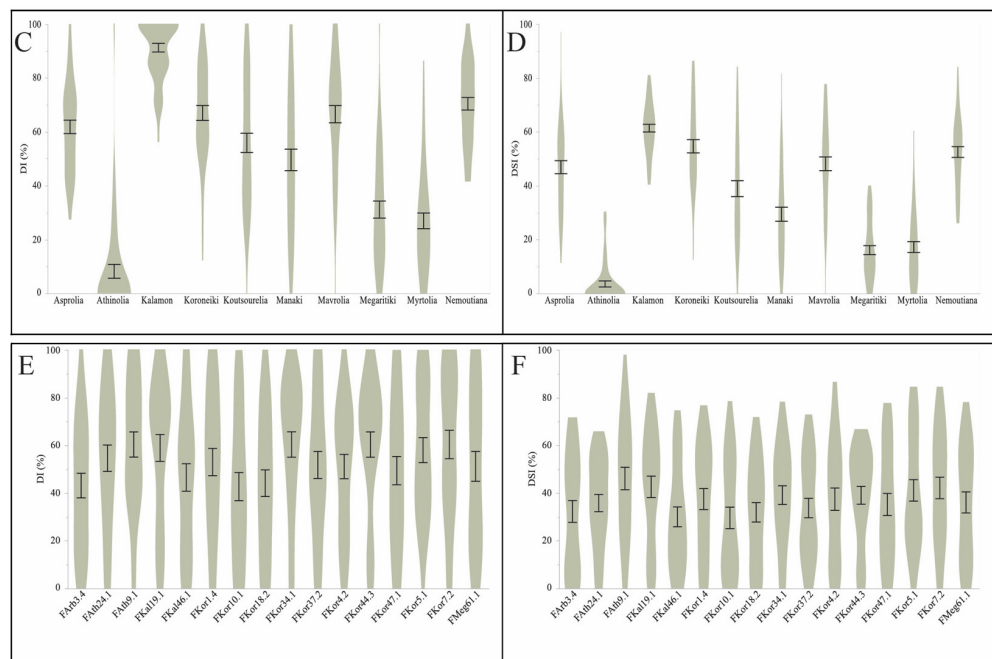 C
DI (%)
100
80
60
40
20
0
Asprolia Athinolia Kalamon Koroneiki Koutsourelia Manaki Mavrolia Megaritiki Myrtolia Nemoutiana
D
DSI (%)
100
80
60
40
20
0
Asprolia Athinolia Kalamon Koroneiki Koutsourelia Manaki Mavrolia Megaritiki Myrtolia Nemoutiana
E
DI (%)
100
80
60
40
20
0
FArb3.4 FAth24.1 FAth9.1 FKal19.1 FKal46.1 FKor1.4 FKor10.1 FKor18.2 FKor34.1 FKor37.2 FKor4.2 FKor44.3 FKor47.1 FKor5.1 FKor7.2 FMeg61.1
F
DSI (%)
100
80
60
40
20
0
FArb3.4 FAth24.1 FAth9.1 FKal19.1 FKal46.1 FKor1.4 FKor10.1 FKor18.2 FKor34.1 FKor37.2 FKor4.2 FKor44.3 FKor47.1 FKor5.1 FKor7.2 FMeg61.1